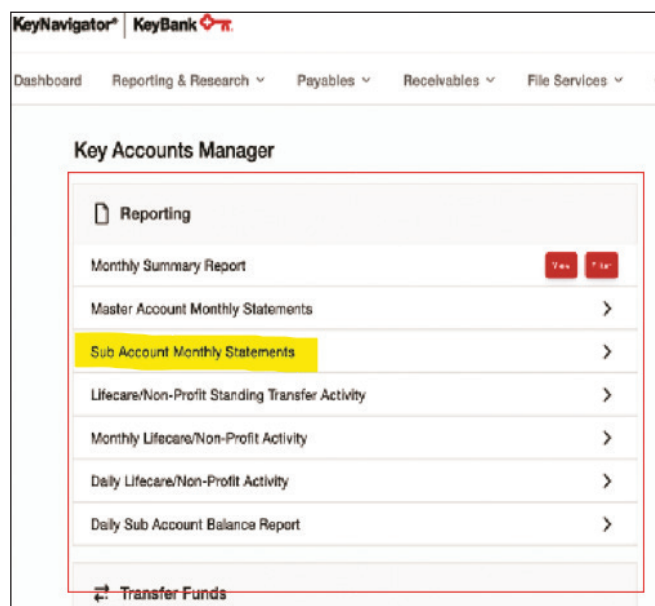 KeyNavigator® | KeyBank
Dashboard Reporting & Research Payables Receivables File Services
Key Accounts Manager
Reporting
Monthly Summary Report View Filter
Master Account Monthly Statements
Sub Account Monthly Statements
Lifecare/Non-Profit Standing Transfer Activity
Monthly Lifecare/Non-Profit Activity
Daily Lifecare/Non-Profit Activity
Daily Sub Account Balance Report
Transfer Funds